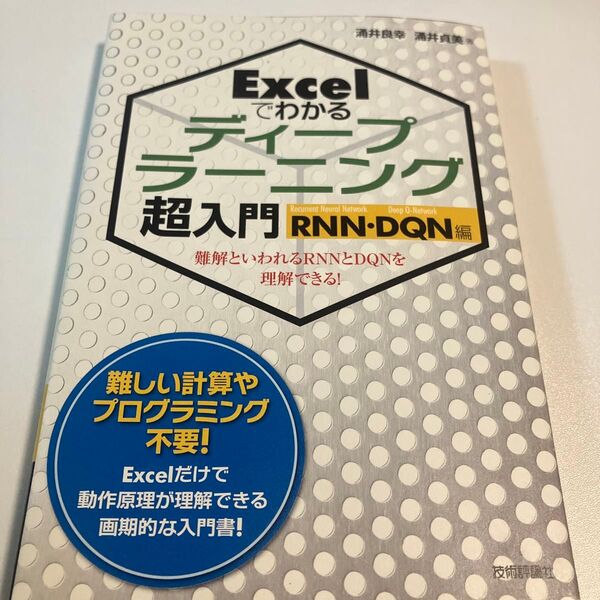 涌井良幸 涌井貞美 著
Excel
でわかる
ディープ
ラーニング
超入門
Recurrent Neural Network Deep Q-Network
RNN・DQN編
難解といわれるRNNとDQNを
理解できる!
難しい計算や
プログラミング
不要!
Excelだけで
動作原理が理解できる
画期的な入門書!
技術評論社